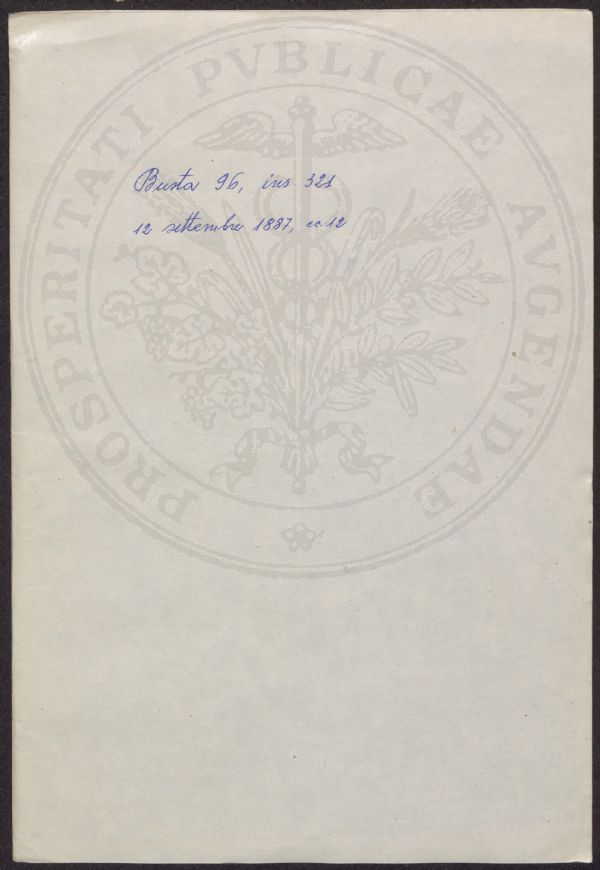 PROSPERITATI PVBLICAE AVGENDAE
Busta 96, ins. 321
12 settembre 1887, cc. 12